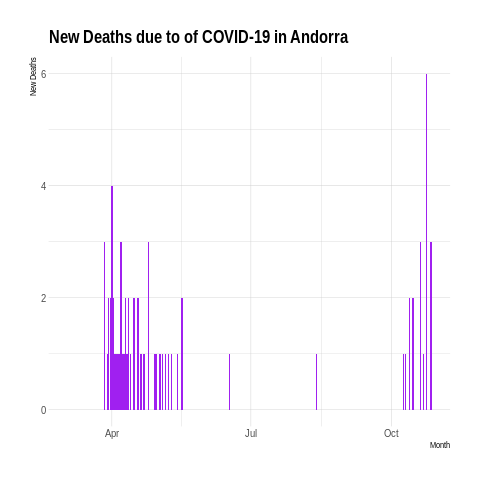 New Deaths due to of COVID-19 in Andorra
New Deaths
6
4
2
0
Apr
Jul
Oct
Month